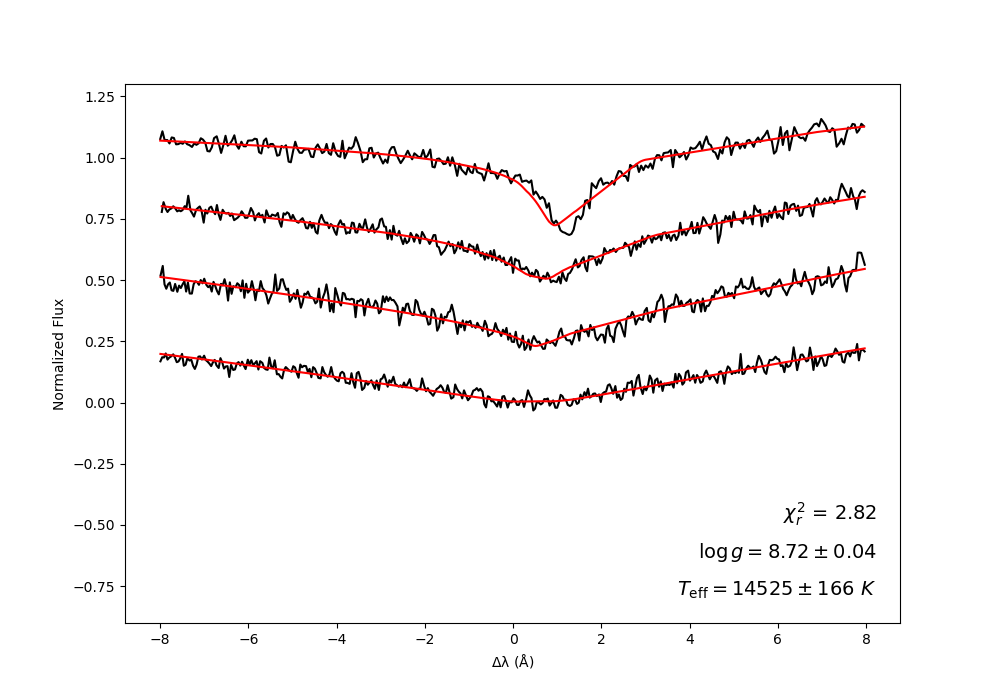 1.25
1.00
0.75
0.50
0.25
0.00
−0.25
−0.50
−0.75
Normalized Flux
χ²ᵣ = 2.82
log g = 8.72 ± 0.04
T_eff = 14525 ± 166 K
−8 −6 −4 −2 0 2 4 6 8
Δλ (Å)